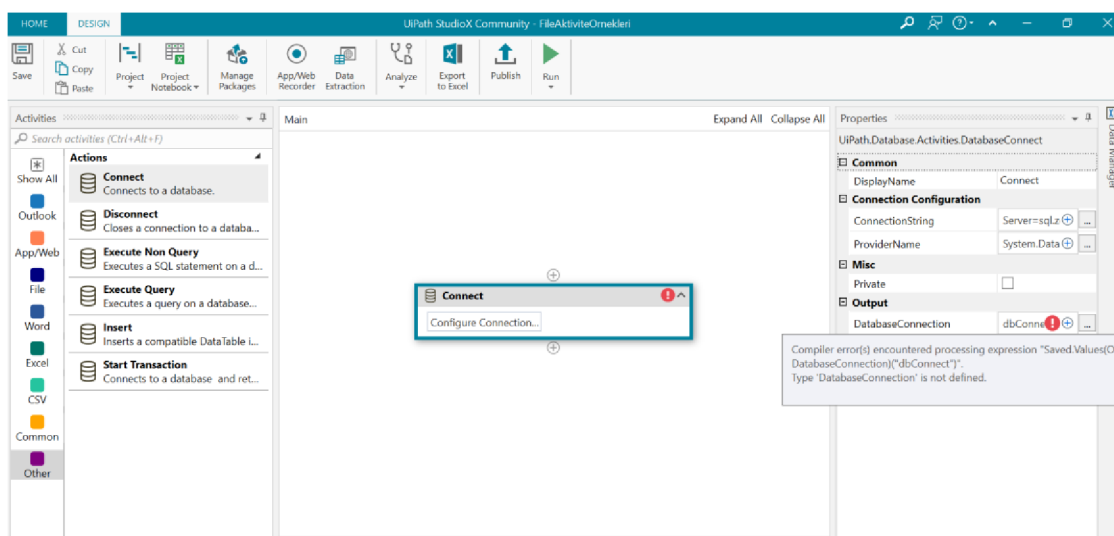 HOME DESIGN UiPath StudioX Community - FileAktiviteOrnekleri
Save
Cut
Copy
Paste
Project
Project Notebook
Manage Packages
App/Web Recorder
Data Extraction
Analyze
Export to Excel
Publish
Run
Activities
Search activities (Ctrl+Alt+F)
Show All
Outlook
App/Web
File
Word
Excel
CSV
Common
Other
Actions
Connect
Connects to a database.
Disconnect
Closes a connection to a databa...
Execute Non Query
Executes a SQL statement on a d...
Execute Query
Executes a query on a database...
Insert
Inserts a compatible DataTable i...
Start Transaction
Connects to a database and ret...
Main Expand All Collapse All
Connect
Configure Connection...
Properties
UiPath.Database.Activities.DatabaseConnect
Common
DisplayName Connect
Connection Configuration
ConnectionString Server=sql.z ...
ProviderName System.Data ...
Misc
Private
Output
DatabaseConnection dbConne ...
Compiler error(s) encountered processing expression "Saved.Values(O
DatabaseConnection)("dbConnect")".
Type 'DatabaseConnection' is not defined.
Data Manager